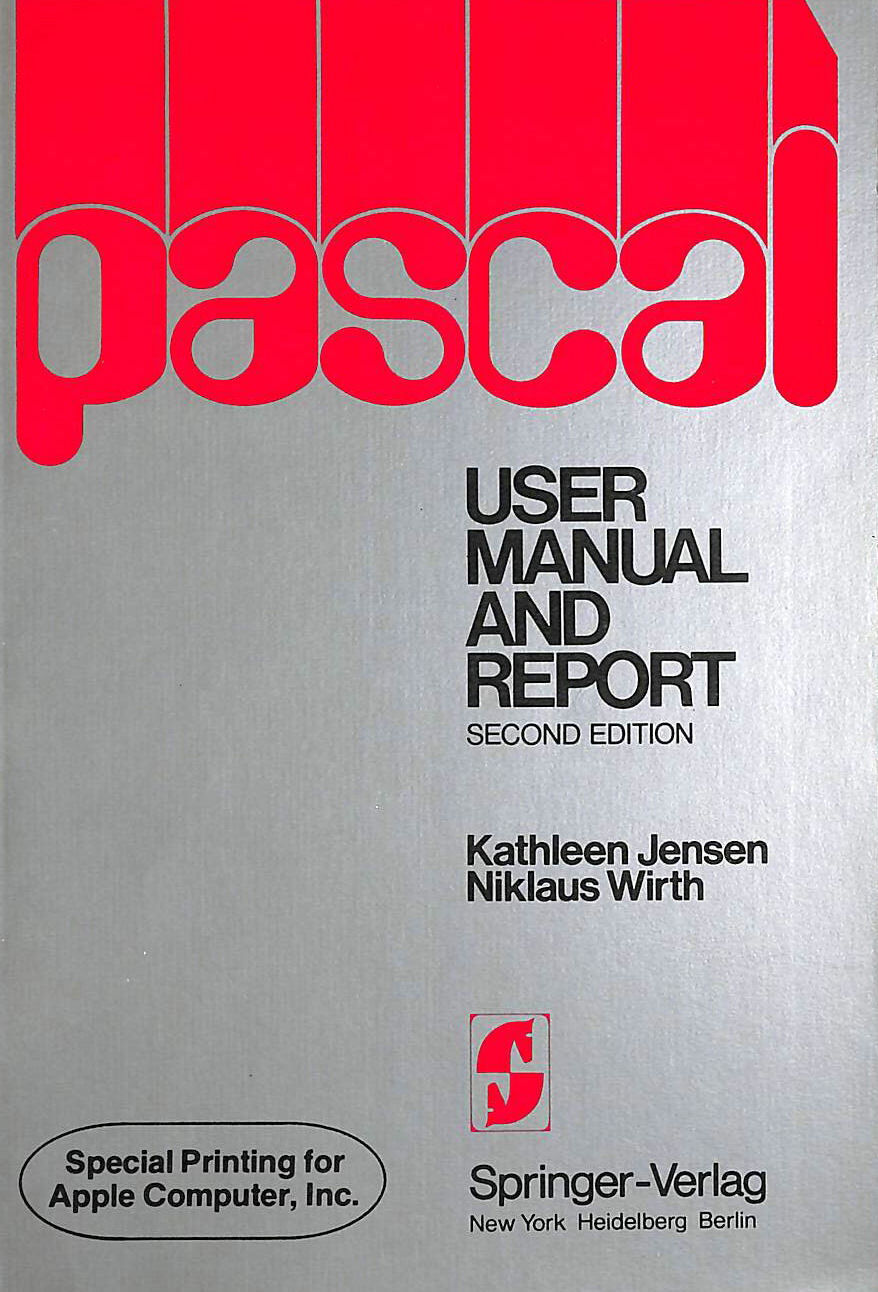 pascal
USER
MANUAL
AND
REPORT
SECOND EDITION
Kathleen Jensen
Niklaus Wirth
Special Printing for
Apple Computer, Inc.
Springer-Verlag
New York Heidelberg Berlin